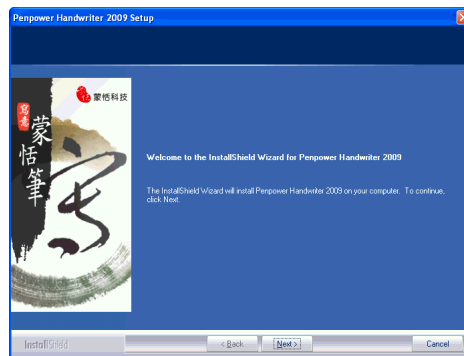 Penpower Handwriter 2009 Setup
蒙恬科技
寫意
蒙恬筆
寫
Welcome to the InstallShield Wizard for Penpower Handwriter 2009
The InstallShield Wizard will install Penpower Handwriter 2009 on your computer. To continue,
click Next.
InstallShield
< Back
Next >
Cancel